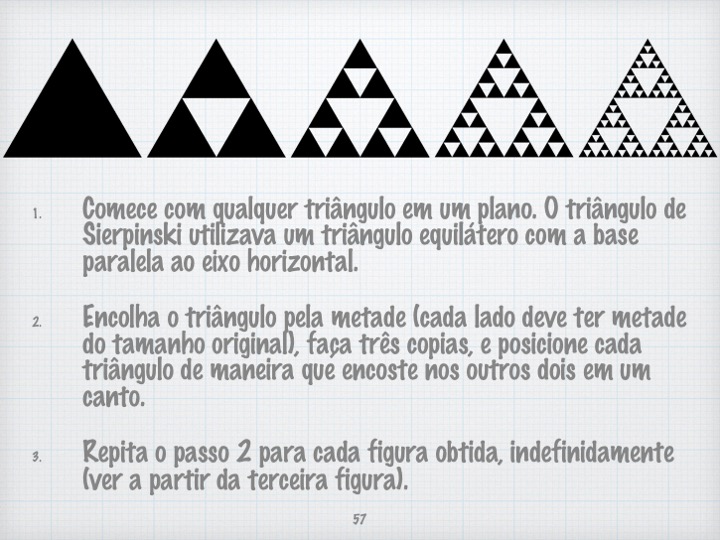 1. Comece com qualquer triângulo em um plano. O triângulo de
Sierpinski utilizava um triângulo equilátero com a base
paralela ao eixo horizontal.
2. Encolha o triângulo pela metade (cada lado deve ter metade
do tamanho original), faça três copias, e posicione cada
triângulo de maneira que encoste nos outros dois em um
canto.
3. Repita o passo 2 para cada figura obtida, indefinidamente
(ver a partir da terceira figura).
57